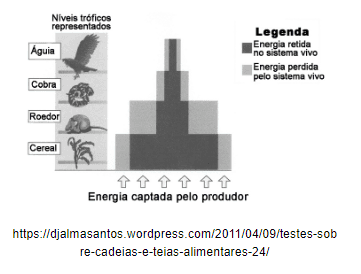 Níveis tróficos
representados
Águia
Cobra
Roedor
Cereal
Legenda
Energia retida
no sistema vivo
Energia perdida
pelo sistema vivo
Energia captada pelo produdor
https://djalmasantos.wordpress.com/2011/04/09/testes-sob
re-cadeias-e-teias-alimentares-24/